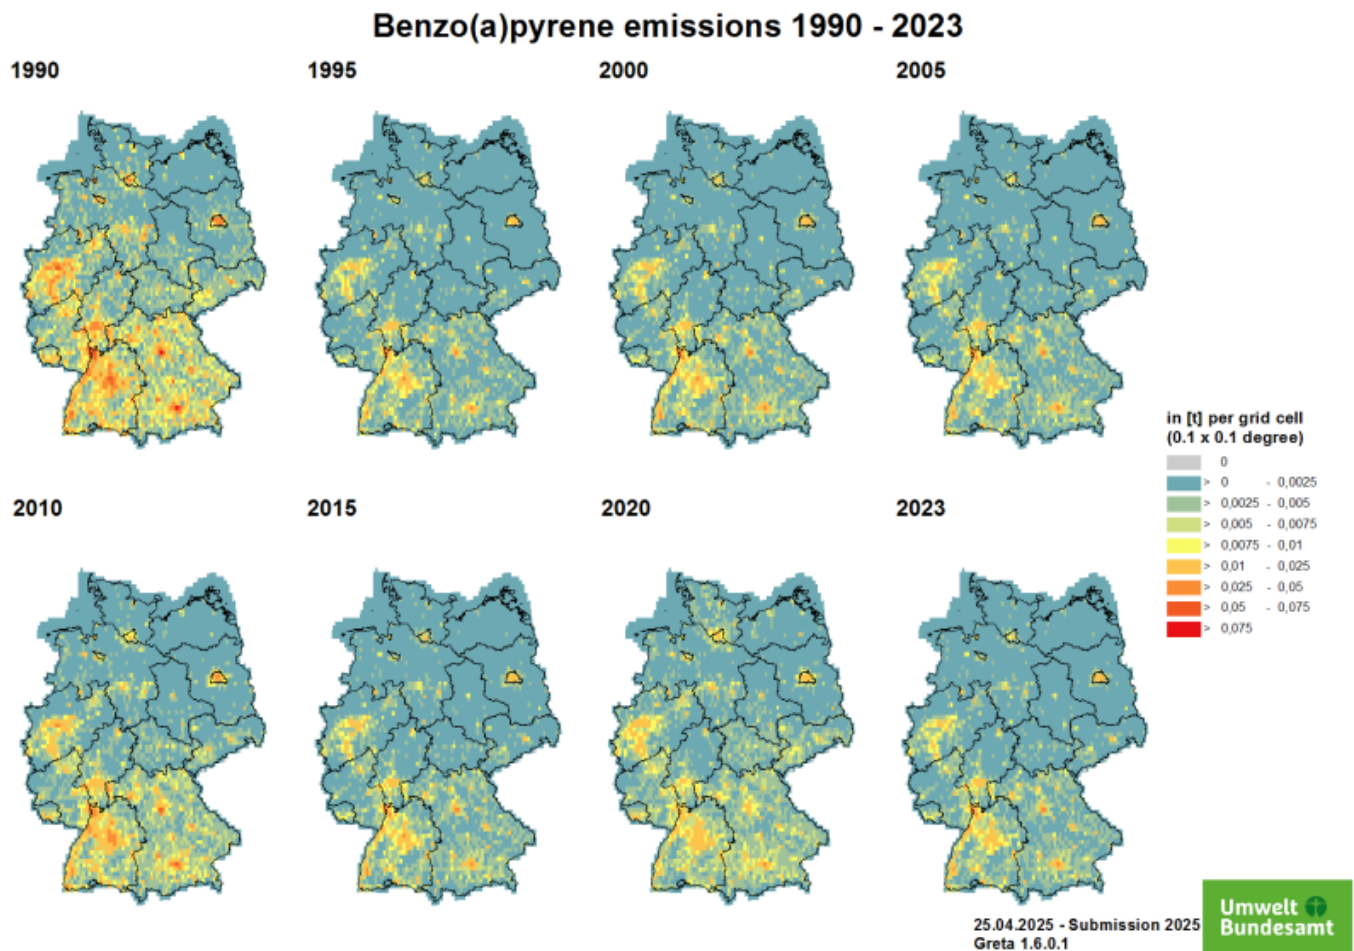 Benzo(a)pyrene emissions 1990 - 2023
1990
1995
2000
2005
in [t] per grid cell
(0.1 x 0.1 degree)
0
> 0 - 0,0025
> 0,0025 - 0,005
> 0,005 - 0,0075
> 0,0075 - 0,01
> 0,01 - 0,025
> 0,025 - 0,05
> 0,05 - 0,075
> 0,075
2010
2015
2020
2023
25.04.2025 - Submission 2025
Greta 1.6.0.1
Umwelt
Bundesamt